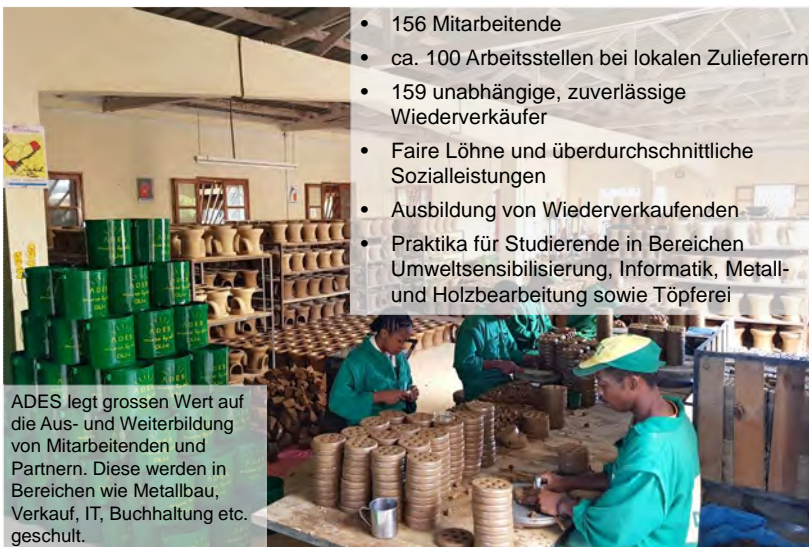 • 156 Mitarbeitende
• ca. 100 Arbeitsstellen bei lokalen Zulieferern
• 159 unabhängige, zuverlässige
Wiederverkäufer
• Faire Löhne und überdurchschnittliche
Sozialleistungen
• Ausbildung von Wiederverkaufenden
• Praktika für Studierende in Bereichen
Umweltsensibilisierung, Informatik, Metall-
und Holzbearbeitung sowie Töpferei
ADES
ADES
OLI-b
ADES legt grossen Wert auf
die Aus- und Weiterbildung
von Mitarbeitenden und
Partnern. Diese werden in
Bereichen wie Metallbau,
Verkauf, IT, Buchhaltung etc.
geschult.